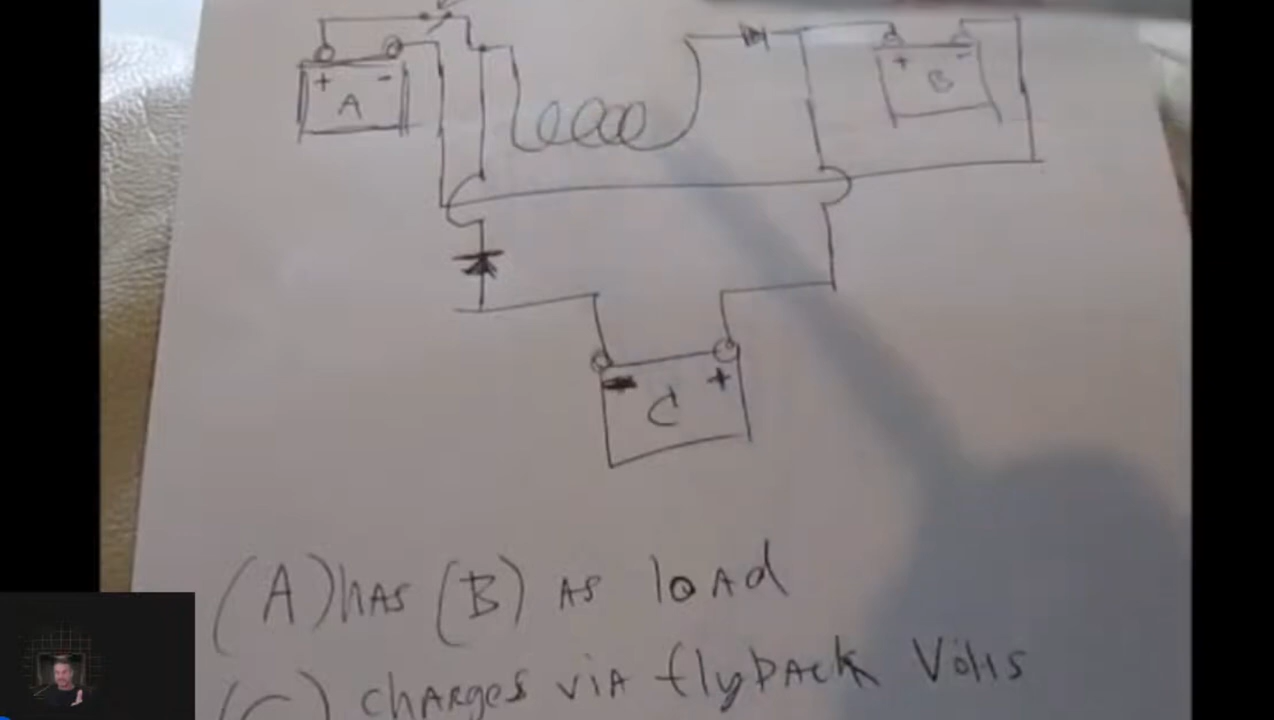 + -
A
+ -
B
- +
C
(A) HAS (B) AS LOAD
(C) CHARGES VIA flyback Volts